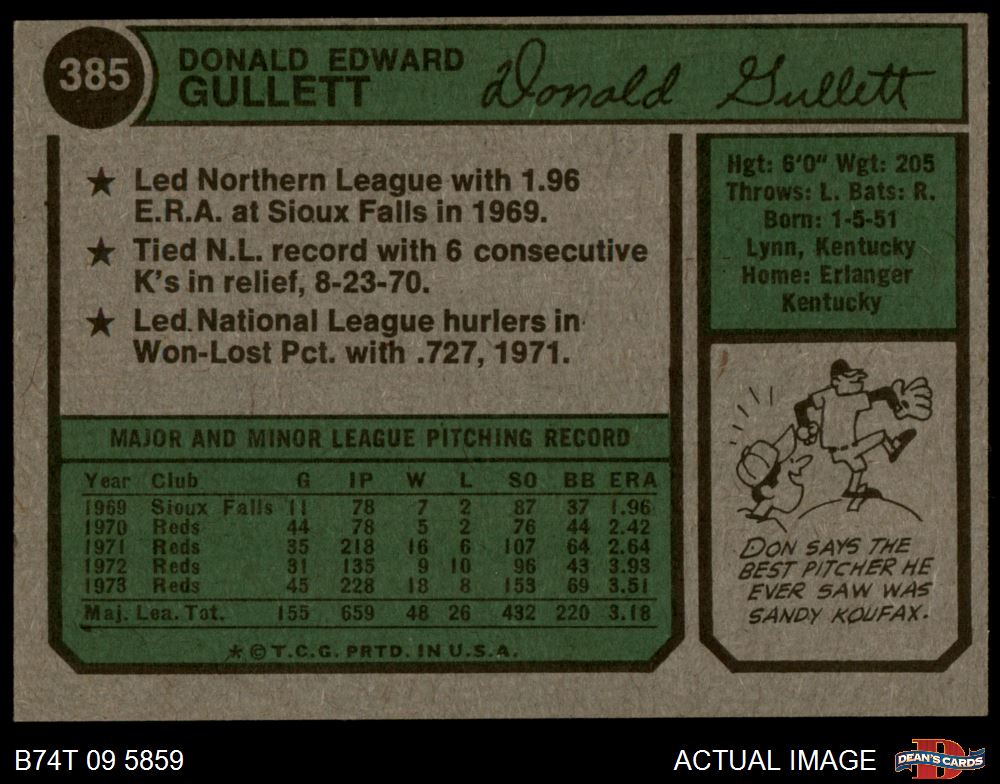 385
DONALD EDWARD
GULLETT
Donald Gullett
★ Led Northern League with 1.96
E.R.A. at Sioux Falls in 1969.
★ Tied N.L. record with 6 consecutive
K's in relief, 8-23-70.
★ Led National League hurlers in
Won-Lost Pct. with .727, 1971.
Hgt: 6'0" Wgt: 205
Throws: L. Bats: R.
Born: 1-5-51
Lynn, Kentucky
Home: Erlanger
Kentucky
MAJOR AND MINOR LEAGUE PITCHING RECORD
Year Club G IP W L SO BB ERA
1969 Sioux Falls 11 78 7 2 87 37 1.96
1970 Reds 44 78 5 2 76 44 2.42
1971 Reds 35 218 16 6 107 64 2.64
1972 Reds 31 135 9 10 96 43 3.93
1973 Reds 45 228 18 8 153 69 3.51
Maj. Lea. Tot. 155 659 48 26 432 220 3.18
* © T.C.G. PRTD. IN U.S.A.
DON SAYS THE
BEST PITCHER HE
EVER SAW WAS
SANDY KOUFAX.
B74T 09 5859
ACTUAL IMAGE
D
DEAN'S CARDS